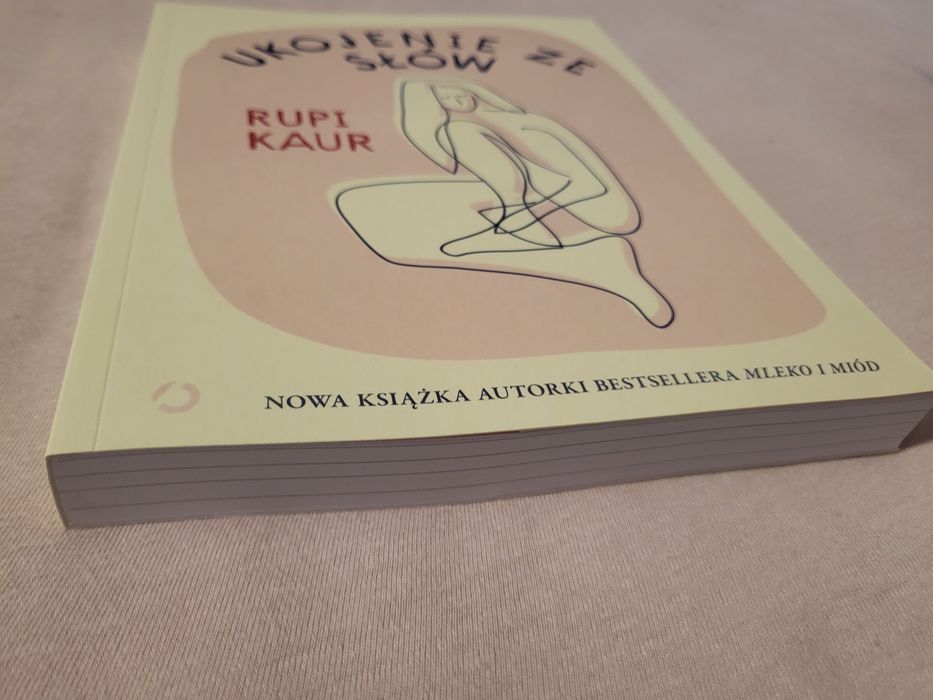 UKOJENIE ZE
SŁÓW
RUPI
KAUR
NOWA KSIĄŻKA AUTORKI BESTSELLERA MLEKO I MIÓD